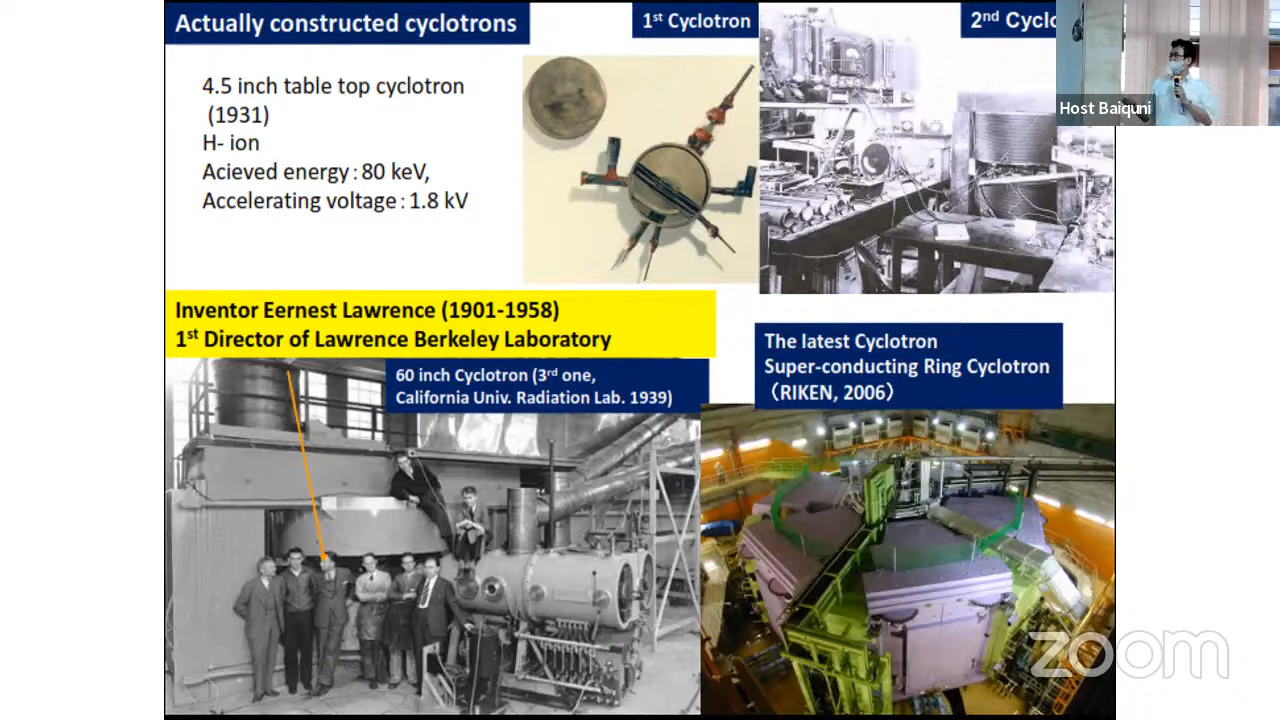 Actually constructed cyclotrons
1st Cyclotron
2nd Cyclo
Host Baiquni
4.5 inch table top cyclotron
(1931)
H- ion
Acieved energy : 80 keV,
Accelerating voltage : 1.8 kV
Inventor Eernest Lawrence (1901-1958)
1st Director of Lawrence Berkeley Laboratory
60 inch Cyclotron (3rd one,
California Univ. Radiation Lab. 1939)
The latest Cyclotron
Super-conducting Ring Cyclotron
(RIKEN, 2006)
zoom